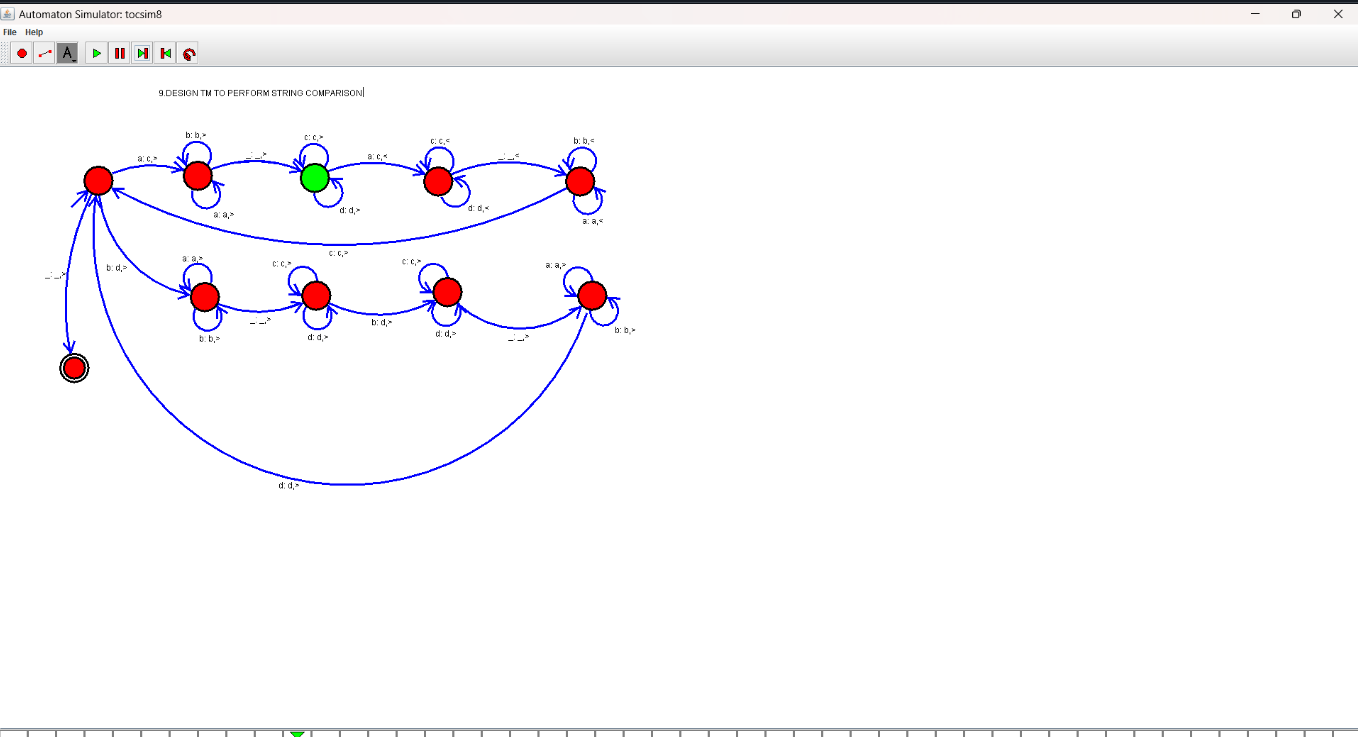 Automaton Simulator: tocsim8
File Help
A
9.DESIGN TM TO PERFORM STRING COMPARISON
b: b,>
c: c,>
c: c,<
b: b,<
a: c,>
_: _,>
a: c,<
_: _,<
a: a,>
d: d,>
d: d,<
a: a,<
c: c,>
_: _,>
b: d,>
a: a,>
c: c,>
c: c,>
a: a,>
_: _,>
b: d,>
b: b,>
b: b,>
d: d,>
d: d,>
_: _,>
d: d,>